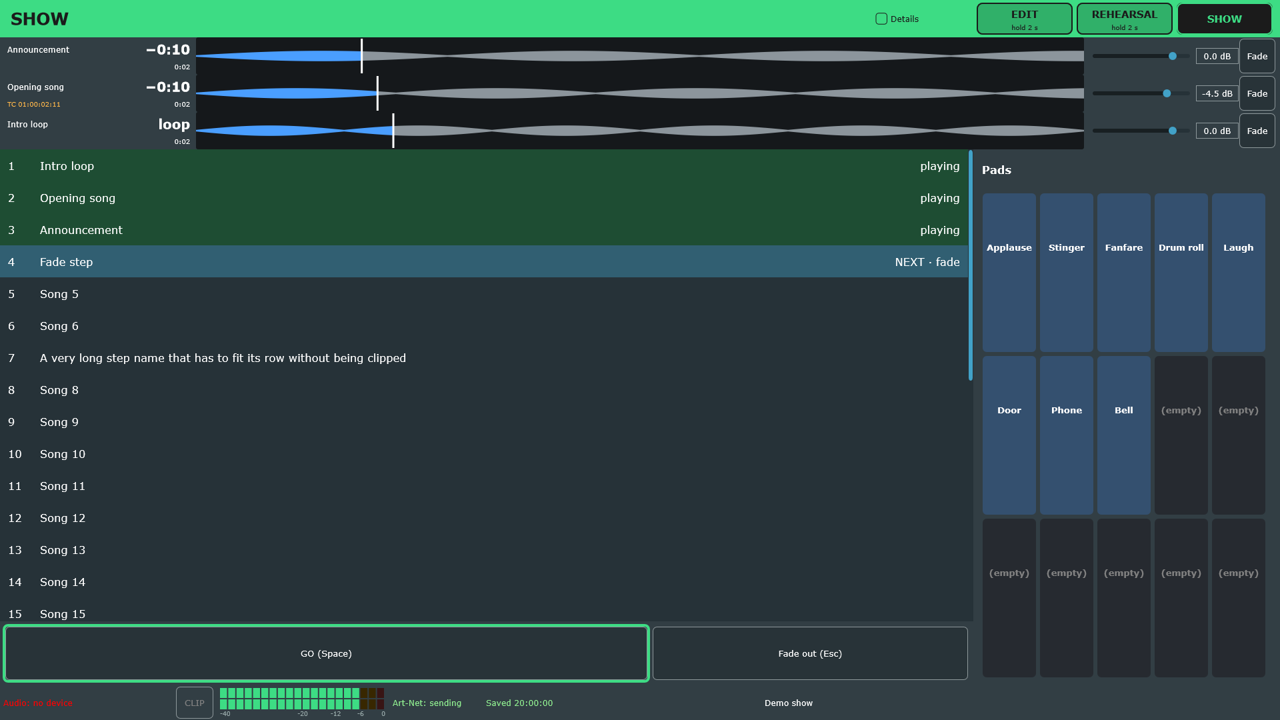 SHOW
Details
EDIT
hold 2 s
REHEARSAL
hold 2 s
SHOW
Announcement
−0:10
0:02
0.0 dB
Fade
Opening song
−0:10
TC 01:00:02:11
0:02
-4.5 dB
Fade
Intro loop
loop
0:02
0.0 dB
Fade
1 Intro loop playing
2 Opening song playing
3 Announcement playing
4 Fade step NEXT · fade
5 Song 5
6 Song 6
7 A very long step name that has to fit its row without being clipped
8 Song 8
9 Song 9
10 Song 10
11 Song 11
12 Song 12
13 Song 13
14 Song 14
15 Song 15
Pads
Applause Stinger Fanfare Drum roll Laugh
Door Phone Bell (empty) (empty)
(empty) (empty) (empty) (empty) (empty)
GO (Space)
Fade out (Esc)
Audio: no device
CLIP
-40 -20 -12 -6 0
Art-Net: sending
Saved 20:00:00
Demo show